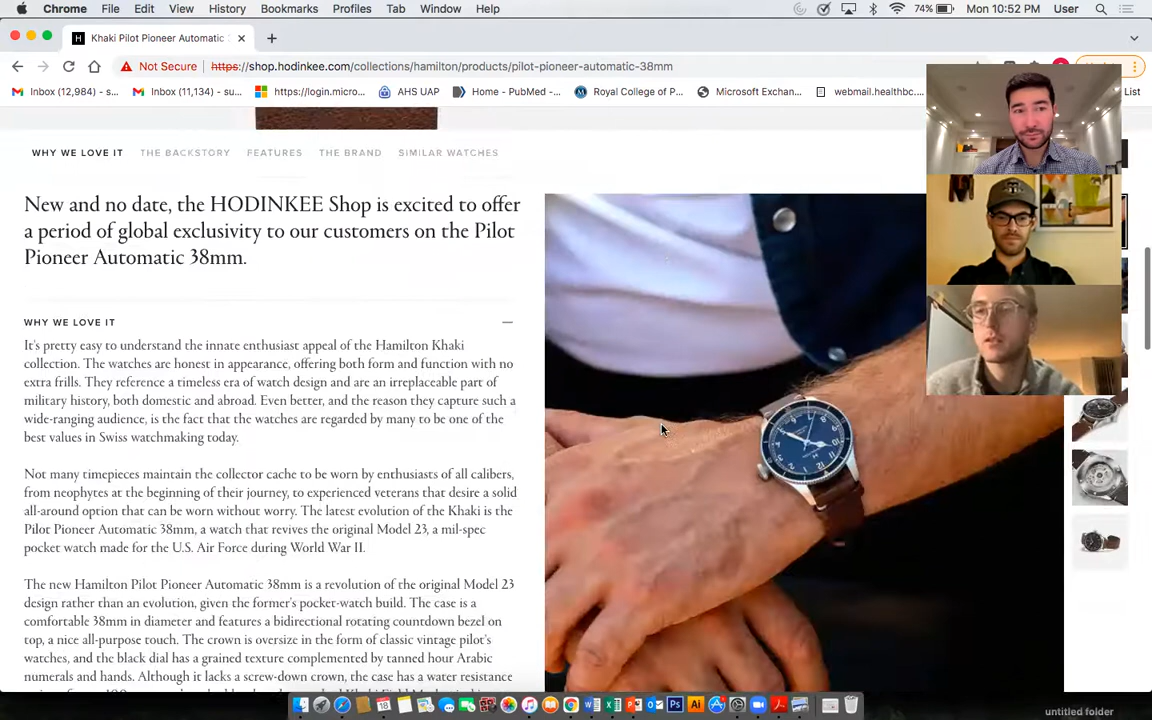 Chrome File Edit View History Bookmarks Profiles Tab Window Help 74% Mon 10:52 PM User
Khaki Pilot Pioneer Automatic
Not Secure https://shop.hodinkee.com/collections/hamilton/products/pilot-pioneer-automatic-38mm
Inbox (12,984) - s... Inbox (11,134) - su... https://login.micro... AHS UAP Home - PubMed -... Royal College of P... Microsoft Exchan... webmail.healthbc... List
WHY WE LOVE IT THE BACKSTORY FEATURES THE BRAND SIMILAR WATCHES
New and no date, the HODINKEE Shop is excited to offer
a period of global exclusivity to our customers on the Pilot
Pioneer Automatic 38mm.
WHY WE LOVE IT
It's pretty easy to understand the innate enthusiast appeal of the Hamilton Khaki
collection. The watches are honest in appearance, offering both form and function with no
extra frills. They reference a timeless era of watch design and are an irreplaceable part of
military history, both domestic and abroad. Even better, and the reason they capture such a
wide-ranging audience, is the fact that the watches are regarded by many to be one of the
best values in Swiss watchmaking today.
Not many timepieces maintain the collector cache to be worn by enthusiasts of all calibers,
from neophytes at the beginning of their journey, to experienced veterans that desire a solid
all-around option that can be worn without worry. The latest evolution of the Khaki is the
Pilot Pioneer Automatic 38mm, a watch that revives the original Model 23, a mil-spec
pocket watch made for the U.S. Air Force during World War II.
The new Hamilton Pilot Pioneer Automatic 38mm is a revolution of the original Model 23
design rather than an evolution, given the former's pocket-watch build. The case is a
comfortable 38mm in diameter and features a bidirectional rotating countdown bezel on
top, a nice all-purpose touch. The crown is oversize in the form of classic vintage pilot's
watches, and the black dial has a grained texture complemented by tanned hour Arabic
numerals and hands. Although it lacks a screw-down crown, the case has a water resistance
untitled folder